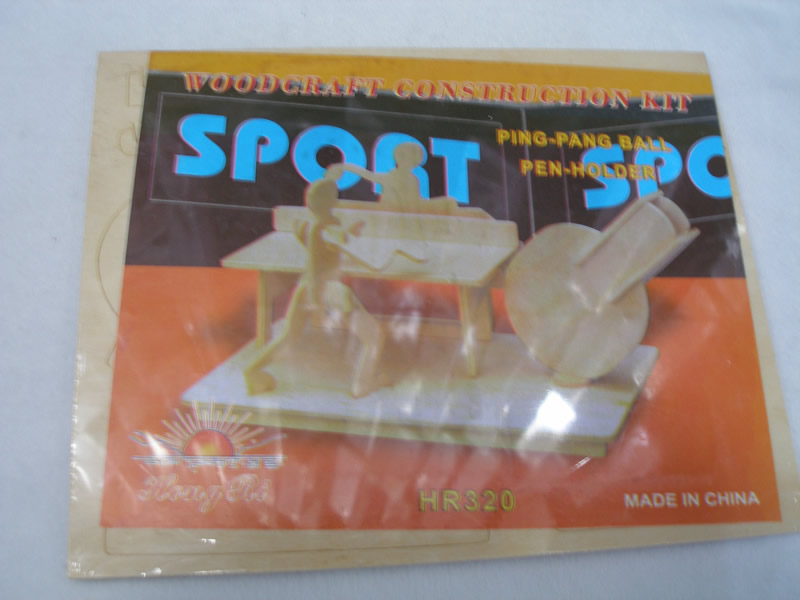 WOODCRAFT CONSTRUCTION KIT
SPORT
PING-PANG BALL
PEN-HOLDER
SPO
HR320
MADE IN CHINA